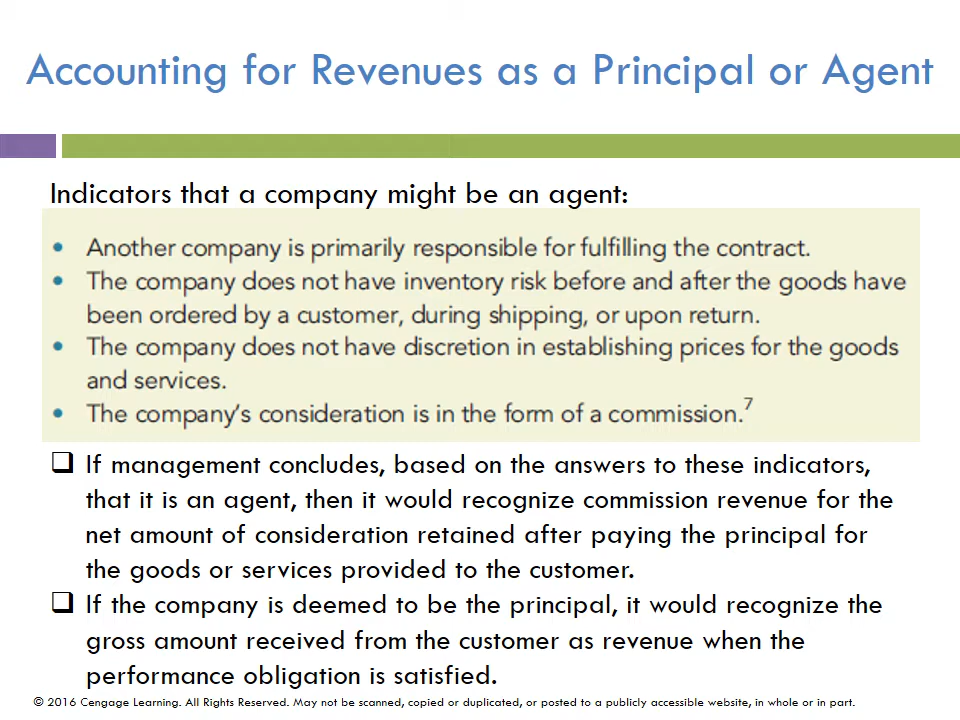 Accounting for Revenues as a Principal or Agent
Indicators that a company might be an agent:
• Another company is primarily responsible for fulfilling the contract.
• The company does not have inventory risk before and after the goods have
been ordered by a customer, during shipping, or upon return.
• The company does not have discretion in establishing prices for the goods
and services.
• The company's consideration is in the form of a commission.7
❑ If management concludes, based on the answers to these indicators,
that it is an agent, then it would recognize commission revenue for the
net amount of consideration retained after paying the principal for
the goods or services provided to the customer.
❑ If the company is deemed to be the principal, it would recognize the
gross amount received from the customer as revenue when the
performance obligation is satisfied.
© 2016 Cengage Learning. All Rights Reserved. May not be scanned, copied or duplicated, or posted to a publicly accessible website, in whole or in part.